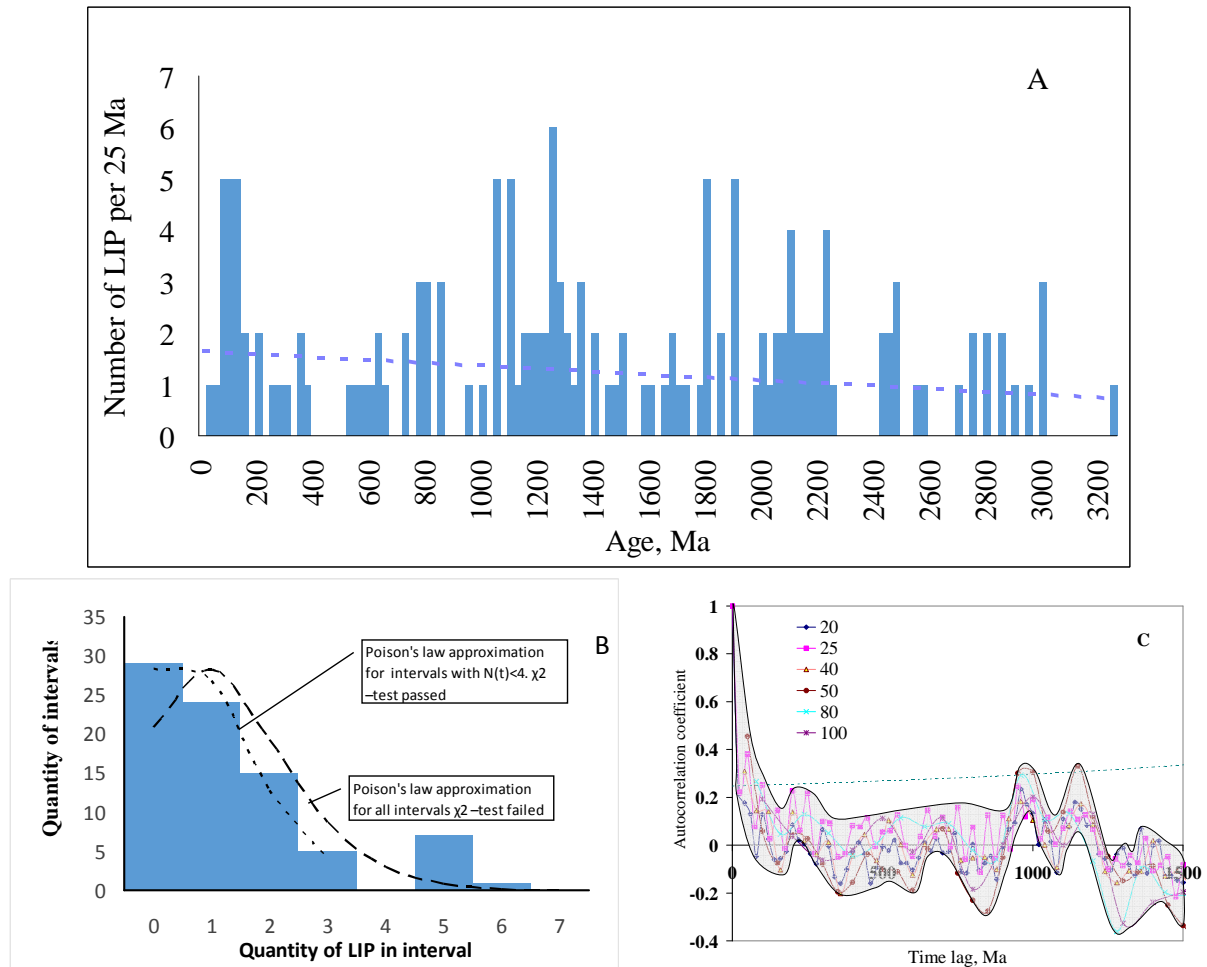 A
Number of LIP per 25 Ma
7
6
5
4
3
2
1
0
0 200 400 600 800 1000 1200 1400 1600 1800 2000 2200 2400 2600 2800 3000 3200
Age, Ma
B
Quantity of intervals
35
30
25
20
15
10
5
0
Poison's law approximation
for intervals with N(t)<4. χ2
–test passed
Poison's law approximation
for all intervals χ2 –test failed
0 1 2 3 4 5 6 7
Quantity of LIP in interval
C
Autocorrelation coefficient
1
0.8
0.6
0.4
0.2
0
-0.2
-0.4
20
25
40
50
80
100
0 500 1000 1500
Time lag, Ma